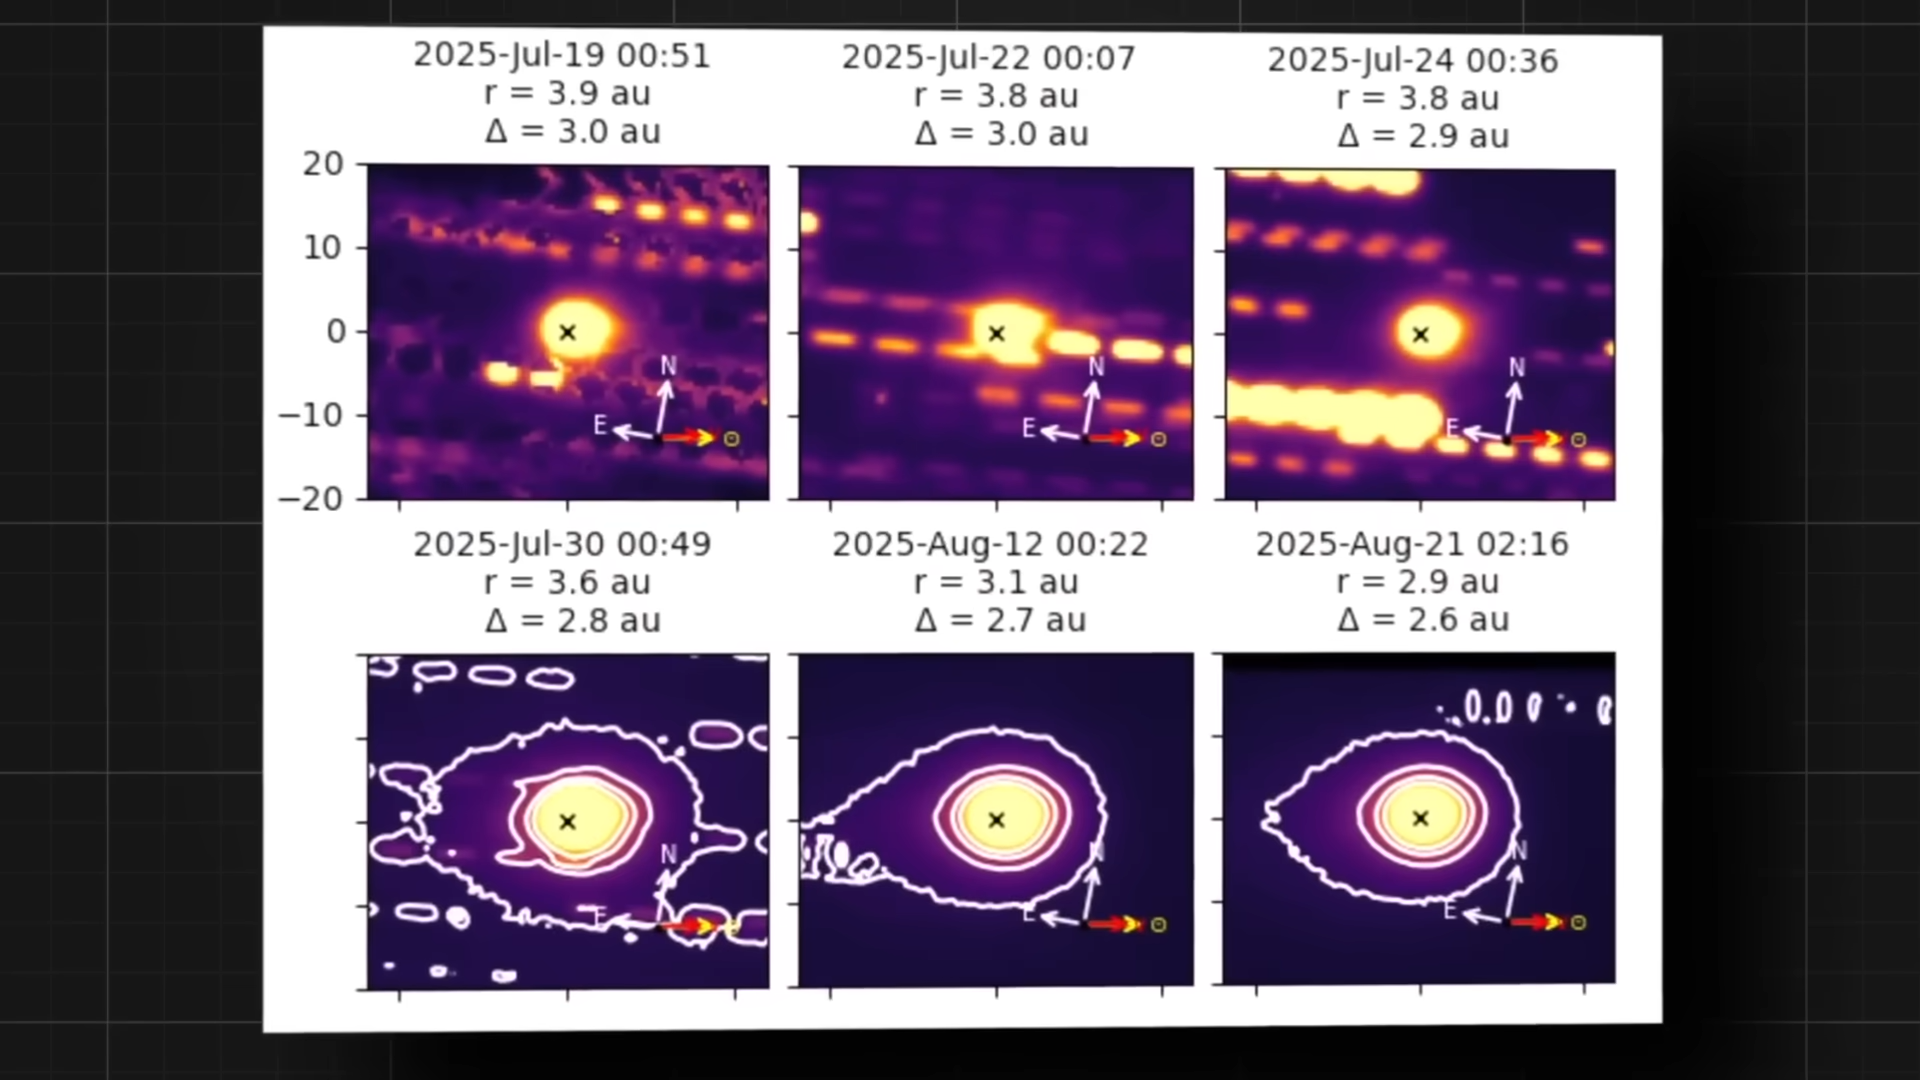 2025-Jul-19 00:51
r = 3.9 au
Δ = 3.0 au
2025-Jul-22 00:07
r = 3.8 au
Δ = 3.0 au
2025-Jul-24 00:36
r = 3.8 au
Δ = 2.9 au
20
10
0
−10
−20
N
E
N
E
N
E
2025-Jul-30 00:49
r = 3.6 au
Δ = 2.8 au
2025-Aug-12 00:22
r = 3.1 au
Δ = 2.7 au
2025-Aug-21 02:16
r = 2.9 au
Δ = 2.6 au
N
E
N
E
N
E